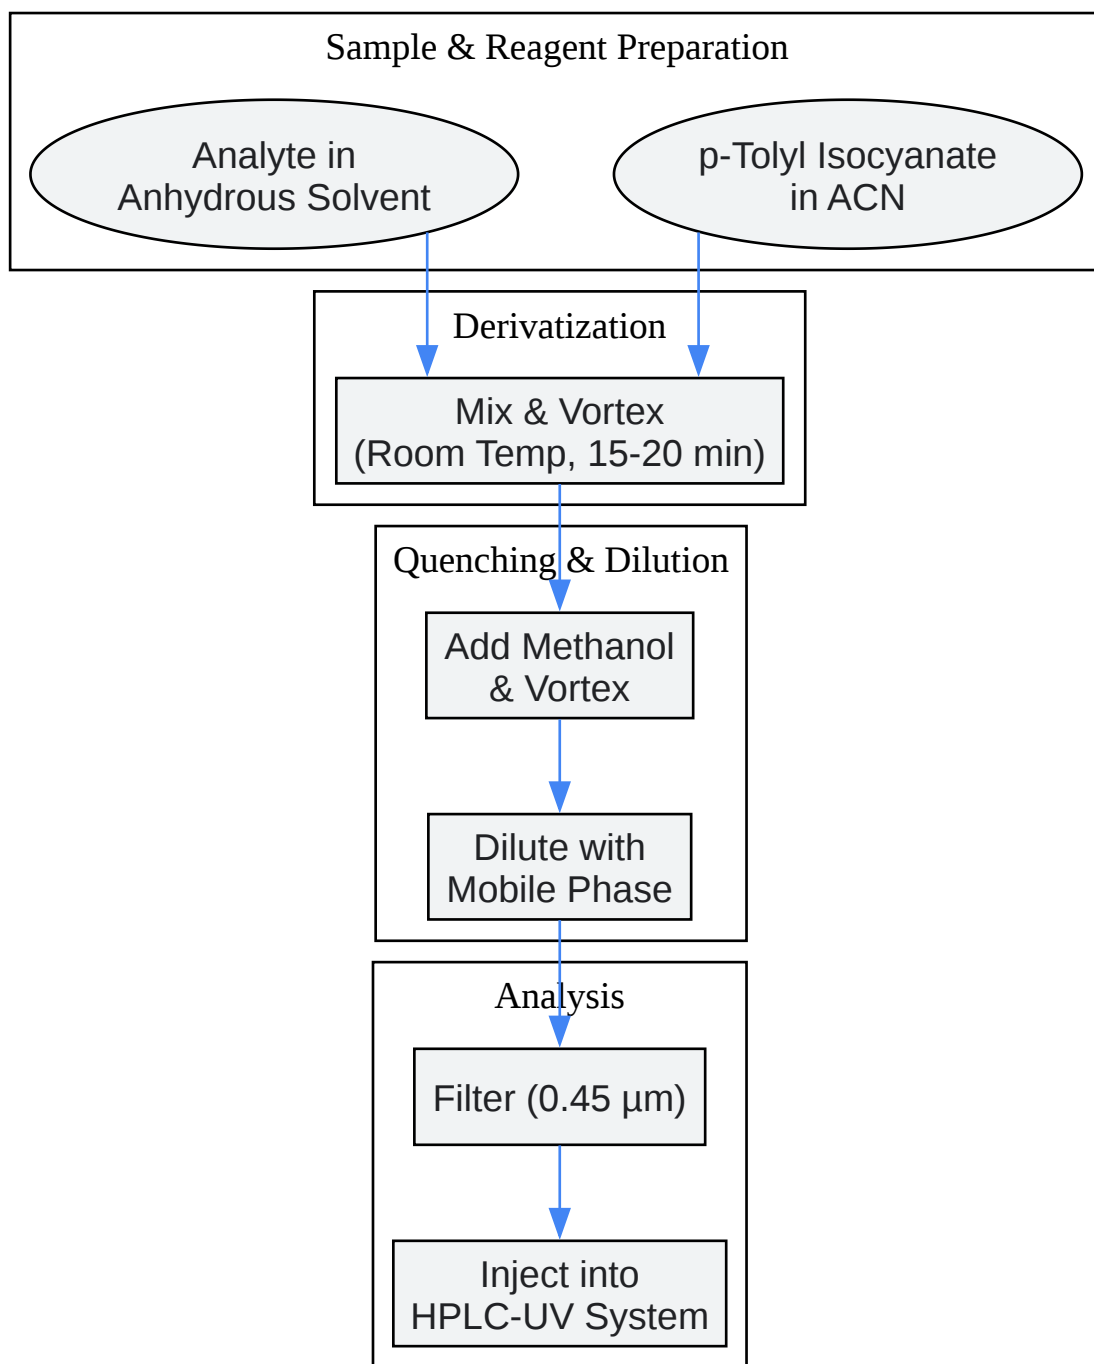 Sample & Reagent Preparation
Analyte in
Anhydrous Solvent
p-Tolyl Isocyanate
in ACN
Derivatization
Mix & Vortex
(Room Temp, 15-20 min)
Quenching & Dilution
Add Methanol
& Vortex
Dilute with
Mobile Phase
Analysis
Filter (0.45 µm)
Inject into
HPLC-UV System